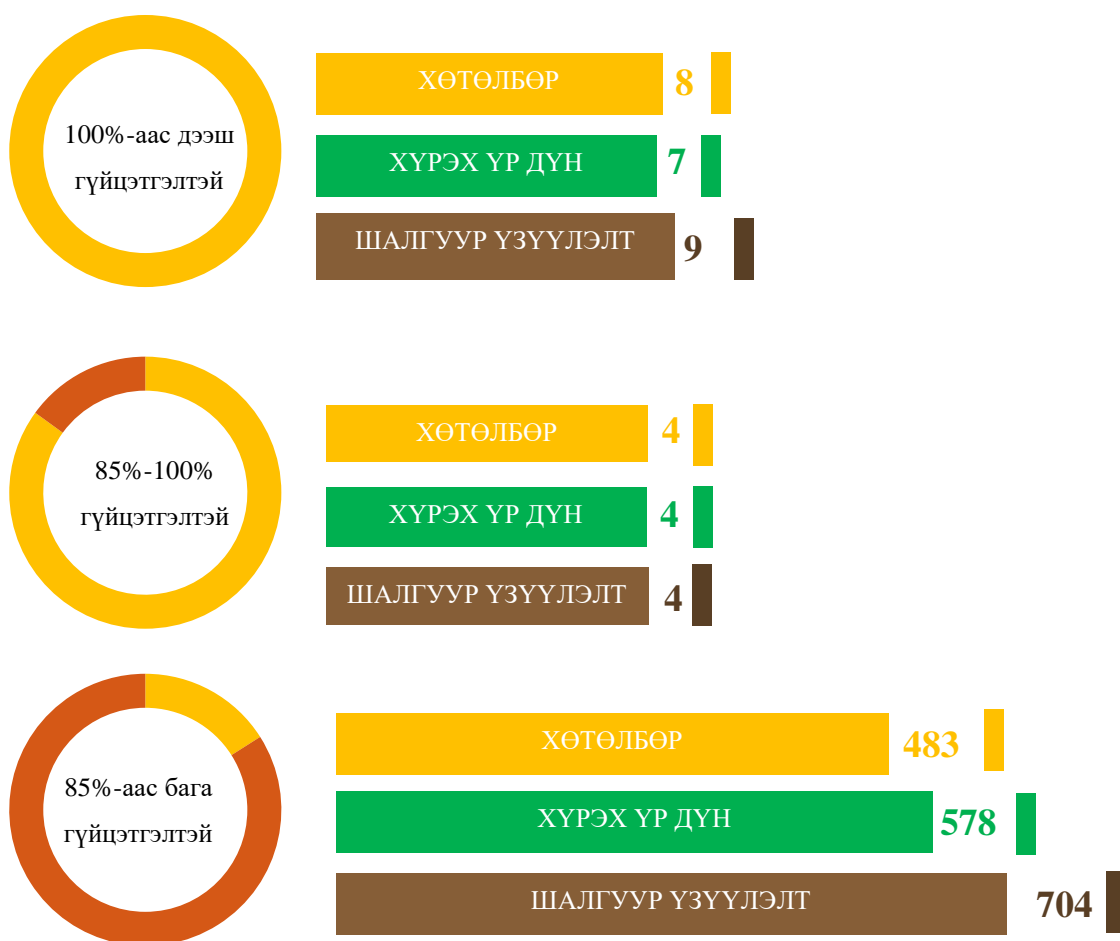 100%-аас дээш
гүйцэтгэлтэй
ХӨТӨЛБӨР 8
ХҮРЭХ ҮР ДҮН 7
ШАЛГУУР ҮЗҮҮЛЭЛТ 9
85%-100%
гүйцэтгэлтэй
ХӨТӨЛБӨР 4
ХҮРЭХ ҮР ДҮН 4
ШАЛГУУР ҮЗҮҮЛЭЛТ 4
85%-аас бага
гүйцэтгэлтэй
ХӨТӨЛБӨР 483
ХҮРЭХ ҮР ДҮН 578
ШАЛГУУР ҮЗҮҮЛЭЛТ 704